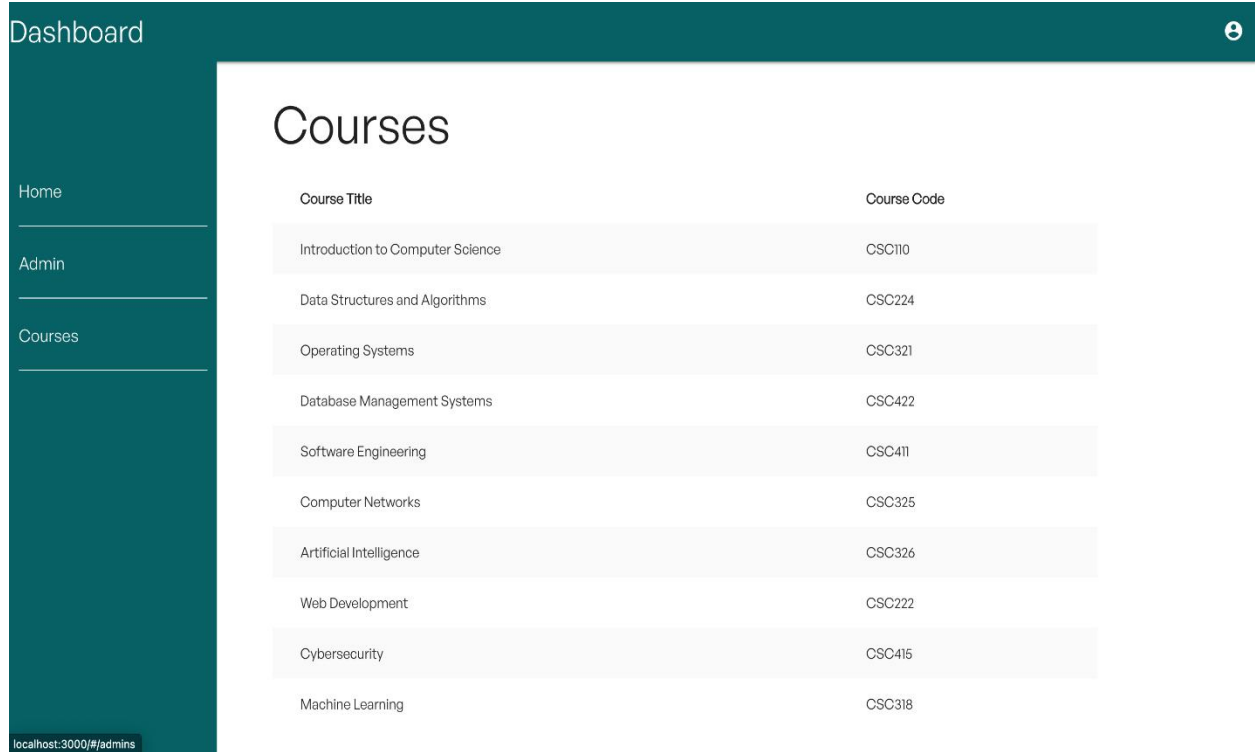 Dashboard
Home
Admin
Courses
Courses
Course Title Course Code
Introduction to Computer Science CSC110
Data Structures and Algorithms CSC224
Operating Systems CSC321
Database Management Systems CSC422
Software Engineering CSC411
Computer Networks CSC325
Artificial Intelligence CSC326
Web Development CSC222
Cybersecurity CSC415
Machine Learning CSC318
localhost:3000/#/admins